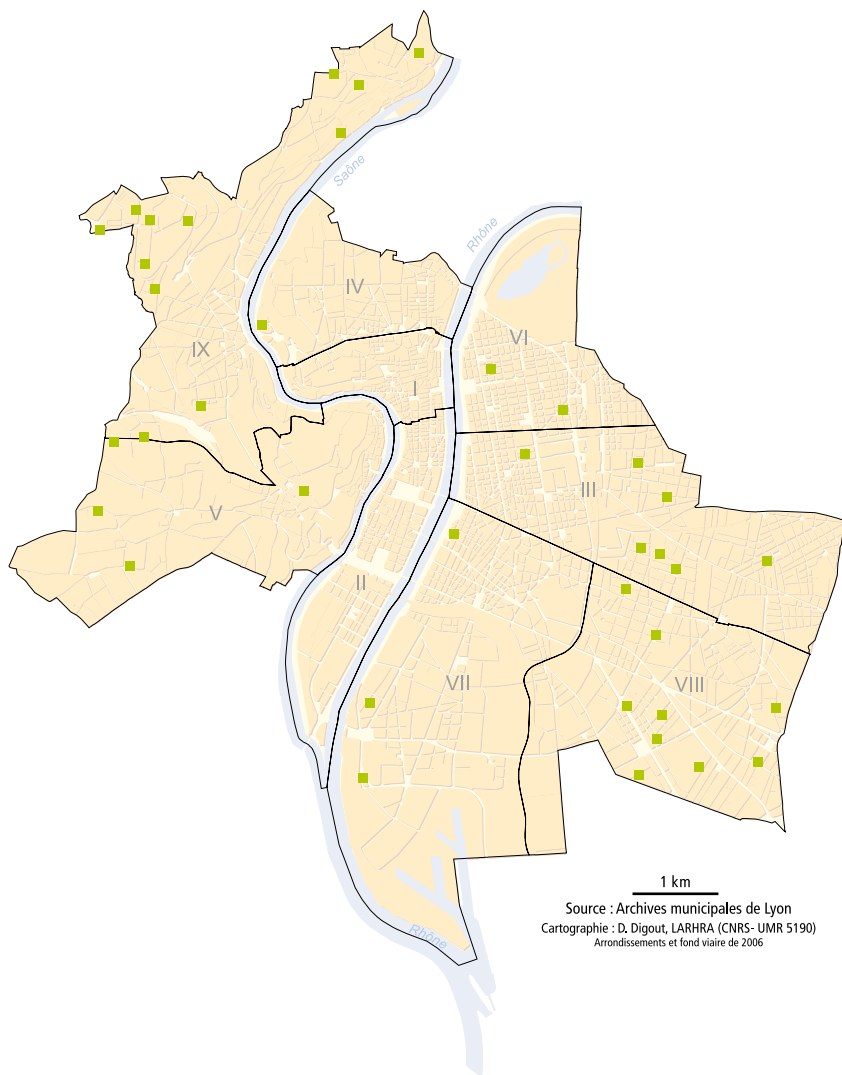 Saône
Rhône
IV
VI
IX
I
III
V
II
VII
VIII
1 km
Source : Archives municipales de Lyon
Cartographie : D. Digout, LARHRA (CNRS- UMR 5190)
Arrondissements et fond viaire de 2006
Rhône